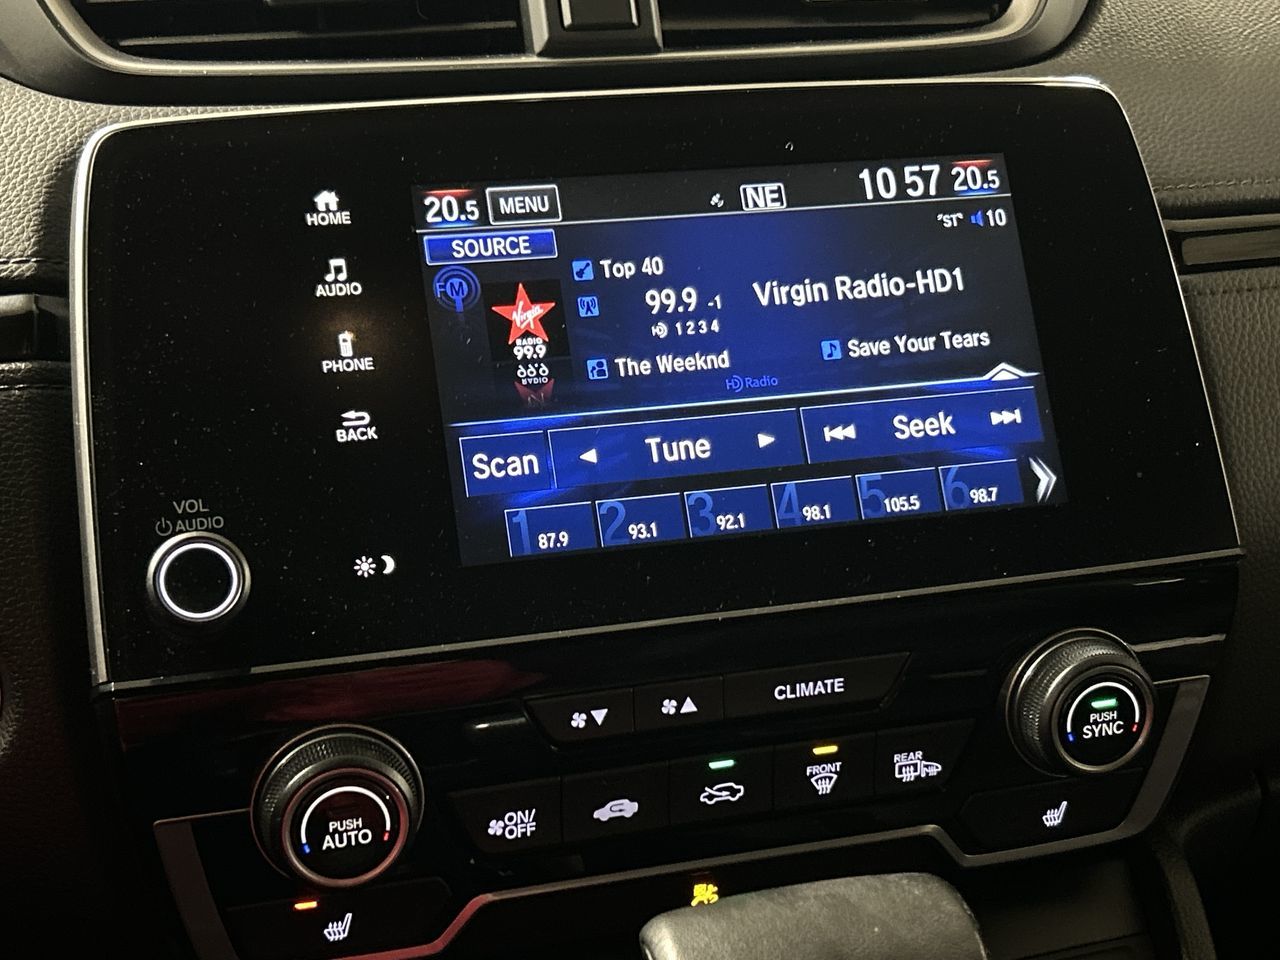 HOME
AUDIO
PHONE
BACK
VOL
AUDIO
20.5 MENU NE 10 57 20.5
SOURCE "ST" 10
FM
Virgin
RADIO
99.9
Top 40
99.9 -1 Virgin Radio-HD1
HD 1 2 3 4
The Weeknd Save Your Tears
HD Radio
Scan Tune Seek
1 87.9 2 93.1 3 92.1 4 98.1 5 105.5 6 98.7
CLIMATE
PUSH
SYNC
PUSH
AUTO
ON/
OFF
FRONT
REAR